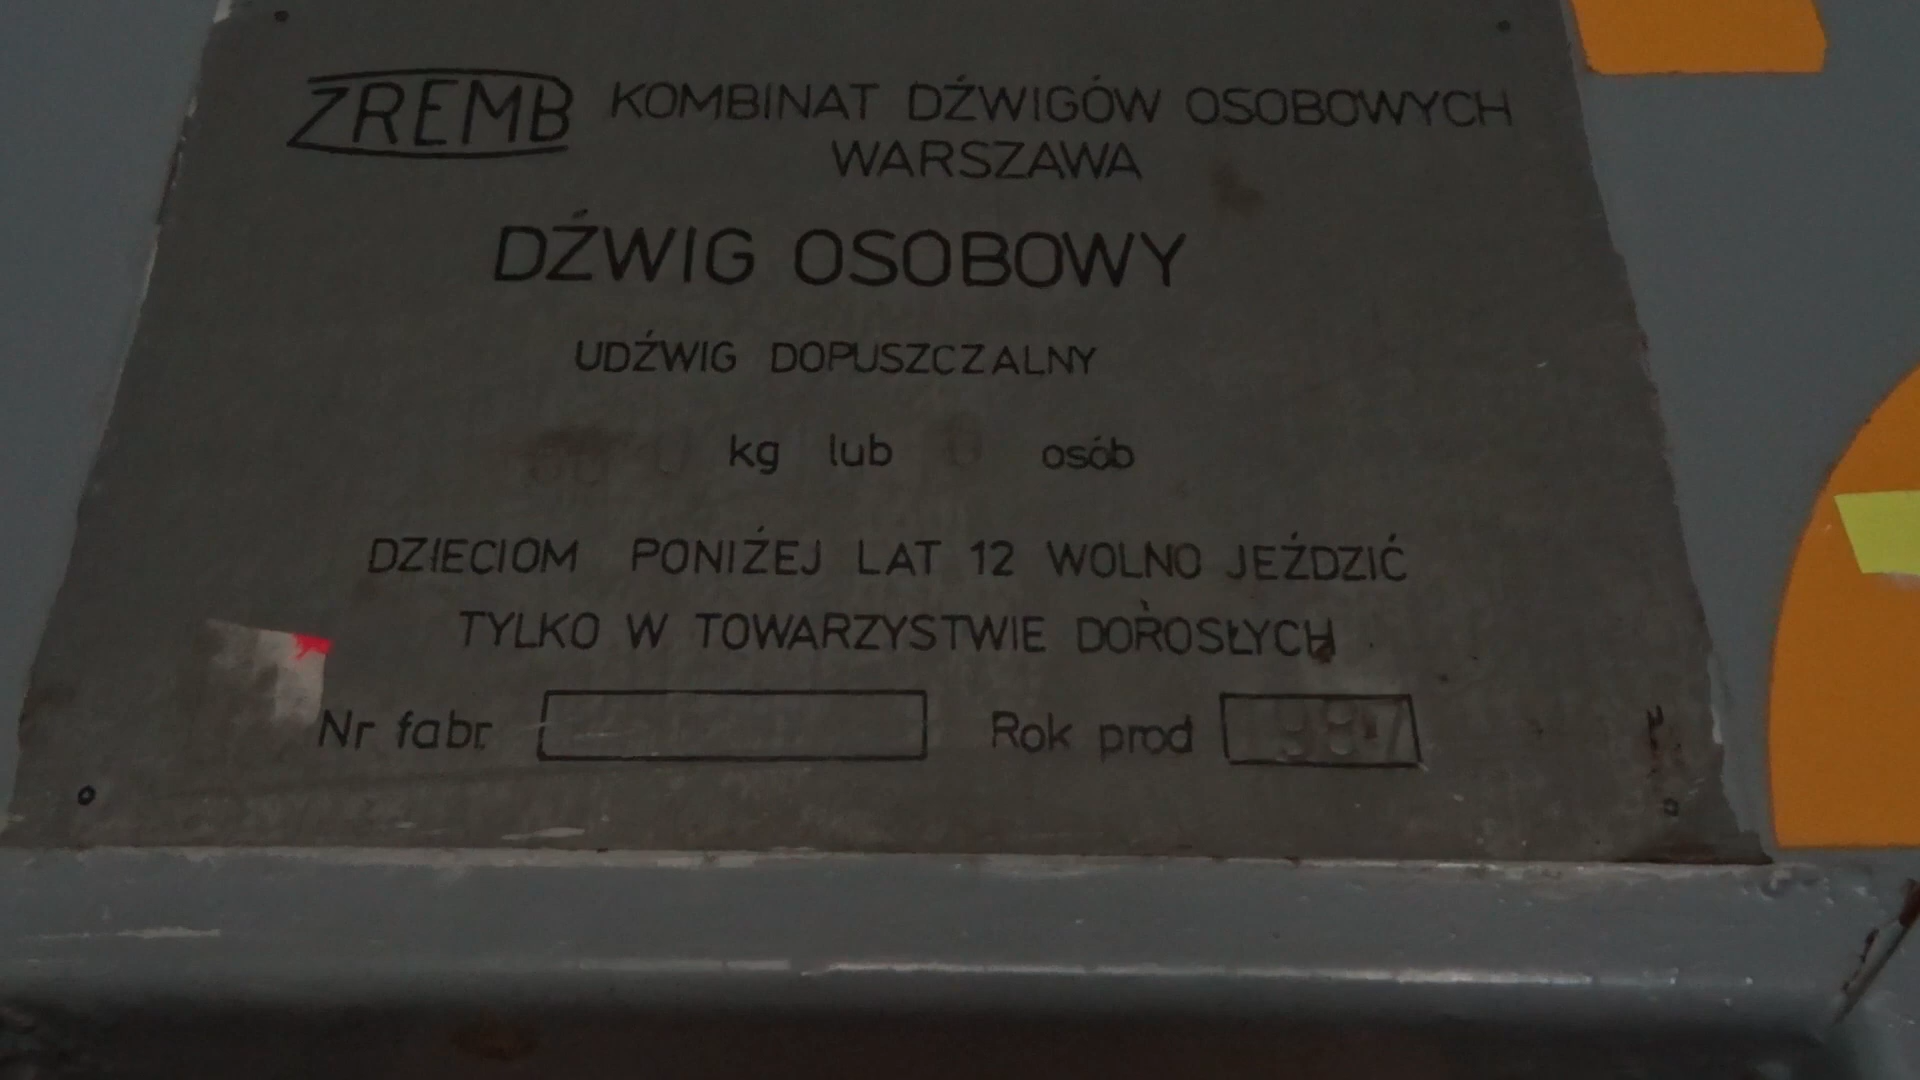 ZREMB KOMBINAT DŹWIGÓW OSOBOWYCH
WARSZAWA
DŹWIG OSOBOWY
UDŹWIG DOPUSZCZALNY
kg lub osób
DZIECIOM PONIŻEJ LAT 12 WOLNO JEŹDZIĆ
TYLKO W TOWARZYSTWIE DOROSŁYCH
Nr fabr. Rok prod 1987